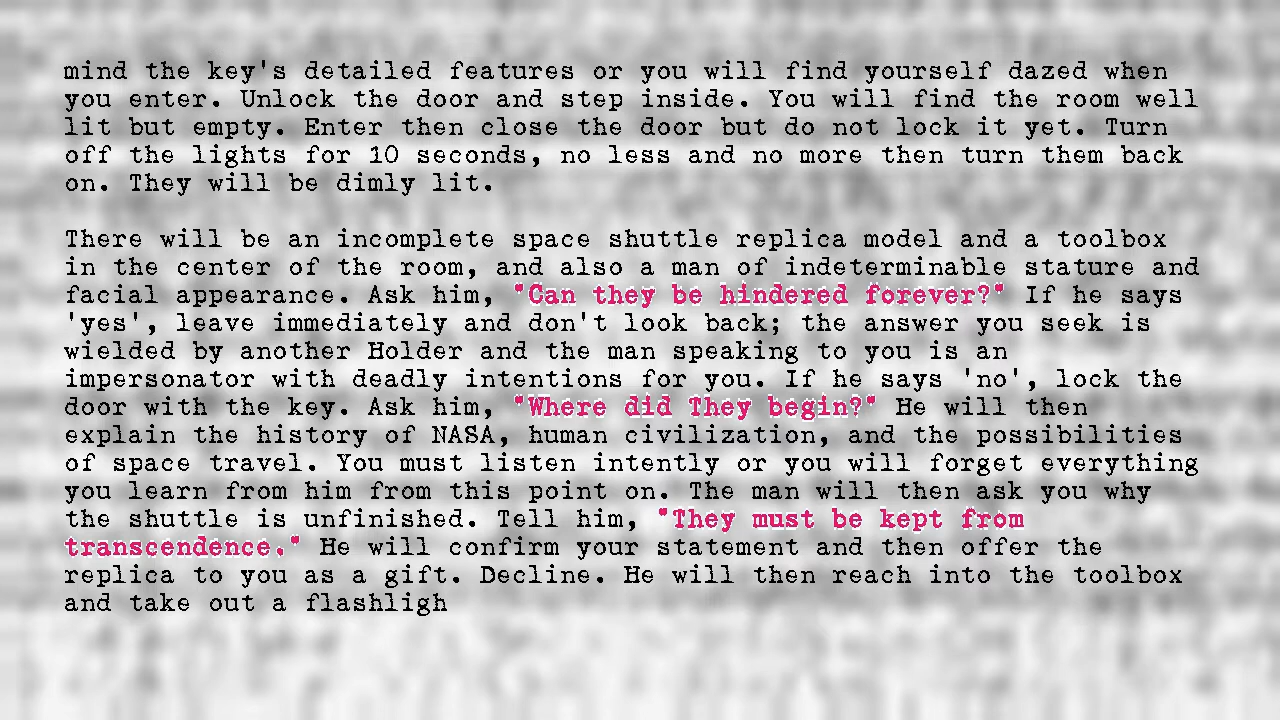 mind the key's detailed features or you will find yourself dazed when
you enter. Unlock the door and step inside. You will find the room well
lit but empty. Enter then close the door but do not lock it yet. Turn
off the lights for 10 seconds, no less and no more then turn them back
on. They will be dimly lit.
There will be an incomplete space shuttle replica model and a toolbox
in the center of the room, and also a man of indeterminable stature and
facial appearance. Ask him, "Can they be hindered forever?" If he says
'yes', leave immediately and don't look back; the answer you seek is
wielded by another Holder and the man speaking to you is an
impersonator with deadly intentions for you. If he says 'no', lock the
door with the key. Ask him, "Where did They begin?" He will then
explain the history of NASA, human civilization, and the possibilities
of space travel. You must listen intently or you will forget everything
you learn from him from this point on. The man will then ask you why
the shuttle is unfinished. Tell him, "They must be kept from
transcendence." He will confirm your statement and then offer the
replica to you as a gift. Decline. He will then reach into the toolbox
and take out a flashligh